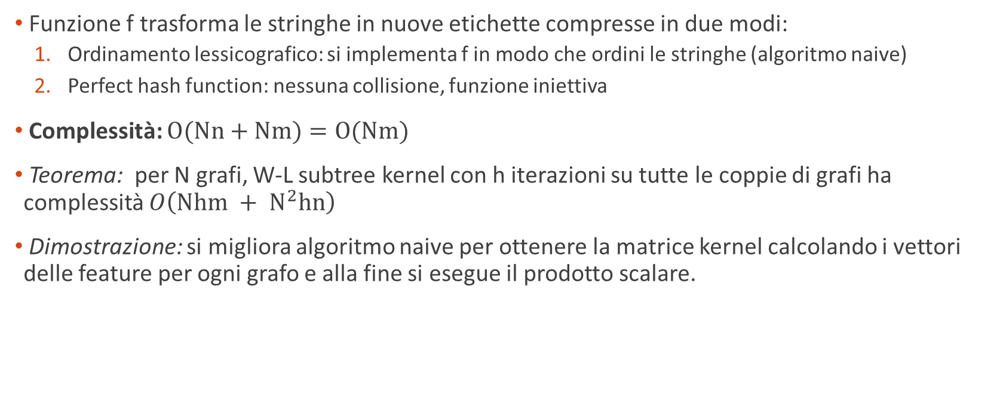 • Funzione f trasforma le stringhe in nuove etichette compresse in due modi:
1. Ordinamento lessicografico: si implementa f in modo che ordini le stringhe (algoritmo naive)
2. Perfect hash function: nessuna collisione, funzione iniettiva
• Complessità: O(Nn + Nm) = O(Nm)
• Teorema: per N grafi, W-L subtree kernel con h iterazioni su tutte le coppie di grafi ha
complessità O(Nhm + N²hn)
• Dimostrazione: si migliora algoritmo naive per ottenere la matrice kernel calcolando i vettori
delle feature per ogni grafo e alla fine si esegue il prodotto scalare.